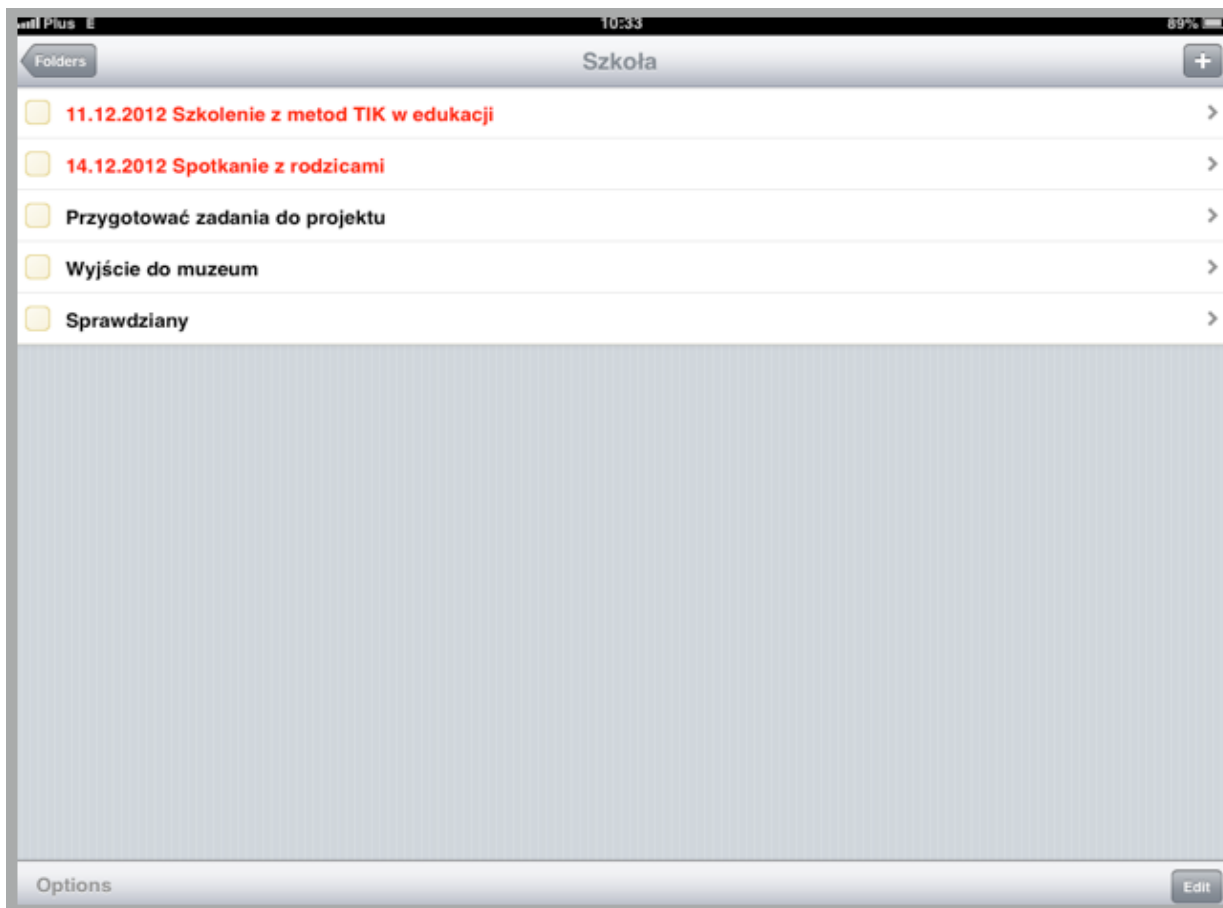 Plus E 10:33 89%
Folders Szkoła +
11.12.2012 Szkolenie z metod TIK w edukacji
14.12.2012 Spotkanie z rodzicami
Przygotować zadania do projektu
Wyjście do muzeum
Sprawdziany
Options Edit